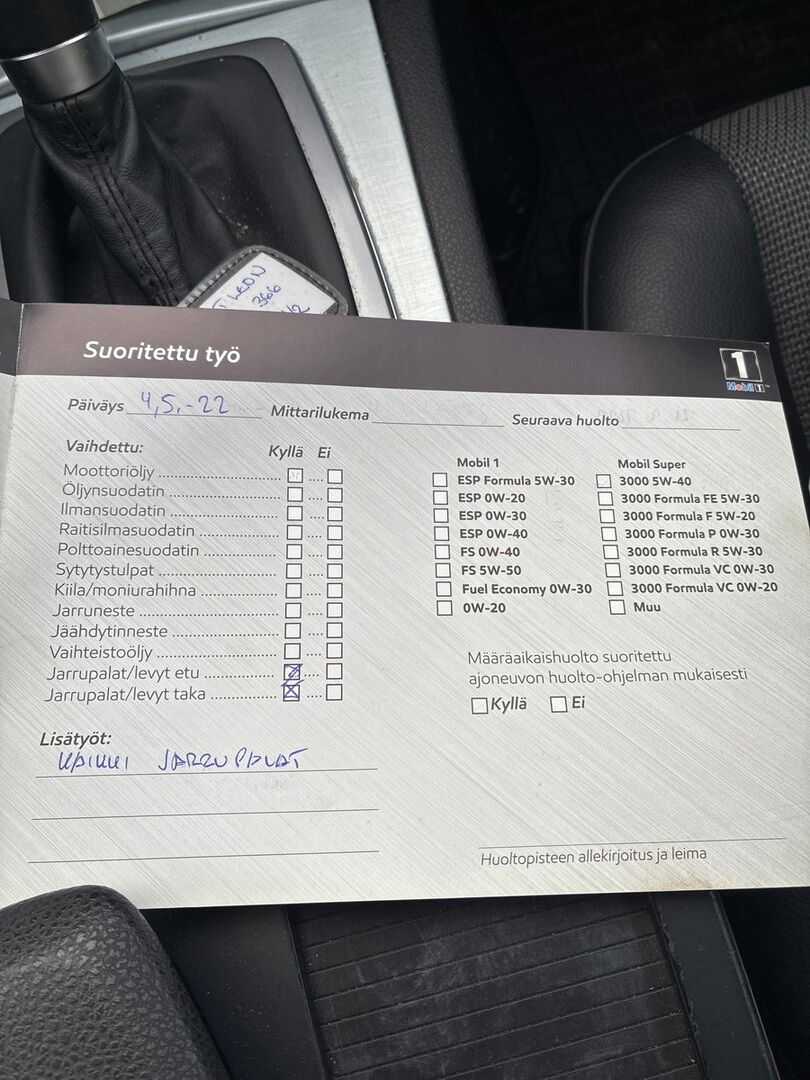 LEON
366
Suoritettu työ
1
Mobil 1
Päiväys 4,5.-22 Mittarilukema Seuraava huolto
Vaihdettu: Kyllä Ei
Moottoriöljy
Öljynsuodatin
Ilmansuodatin
Raitisilmasuodatin
Polttoainesuodatin
Sytytystulpat
Kiila/moniurahihna
Jarruneste
Jäähdytinneste
Vaihteistoöljy
Jarrupalat/levyt etu
Jarrupalat/levyt taka
Mobil 1
ESP Formula 5W-30
ESP 0W-20
ESP 0W-30
ESP 0W-40
FS 0W-40
FS 5W-50
Fuel Economy 0W-30
0W-20
Mobil Super
3000 5W-40
3000 Formula FE 5W-30
3000 Formula F 5W-20
3000 Formula P 0W-30
3000 Formula R 5W-30
3000 Formula VC 0W-30
3000 Formula VC 0W-20
Muu
Määräaikaishuolto suoritettu
ajoneuvon huolto-ohjelman mukaisesti
Kyllä Ei
Lisätyöt:
KAIKKI JARRUPALAT
Huoltopisteen allekirjoitus ja leima